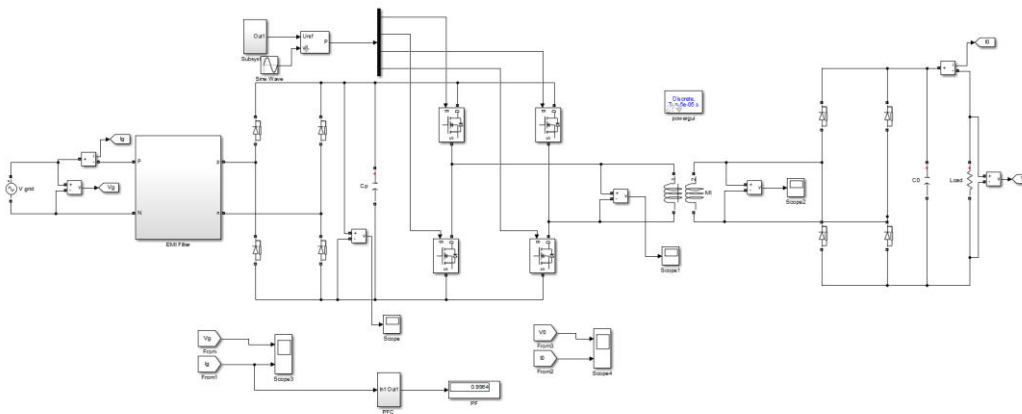 Out1
Subsyst
Sine Wave
Uref
P
Discrete,
powergui
Ig
Vg
V grid
P
N
EMI Filter
Cp
Scope
Scope1
Scope2
M1
C0
Load
I0
Vg
From
Ig
From1
Scope3
In1 Out1
PFC
0.9964
PF
V0
From3
I0
From2
Scope4